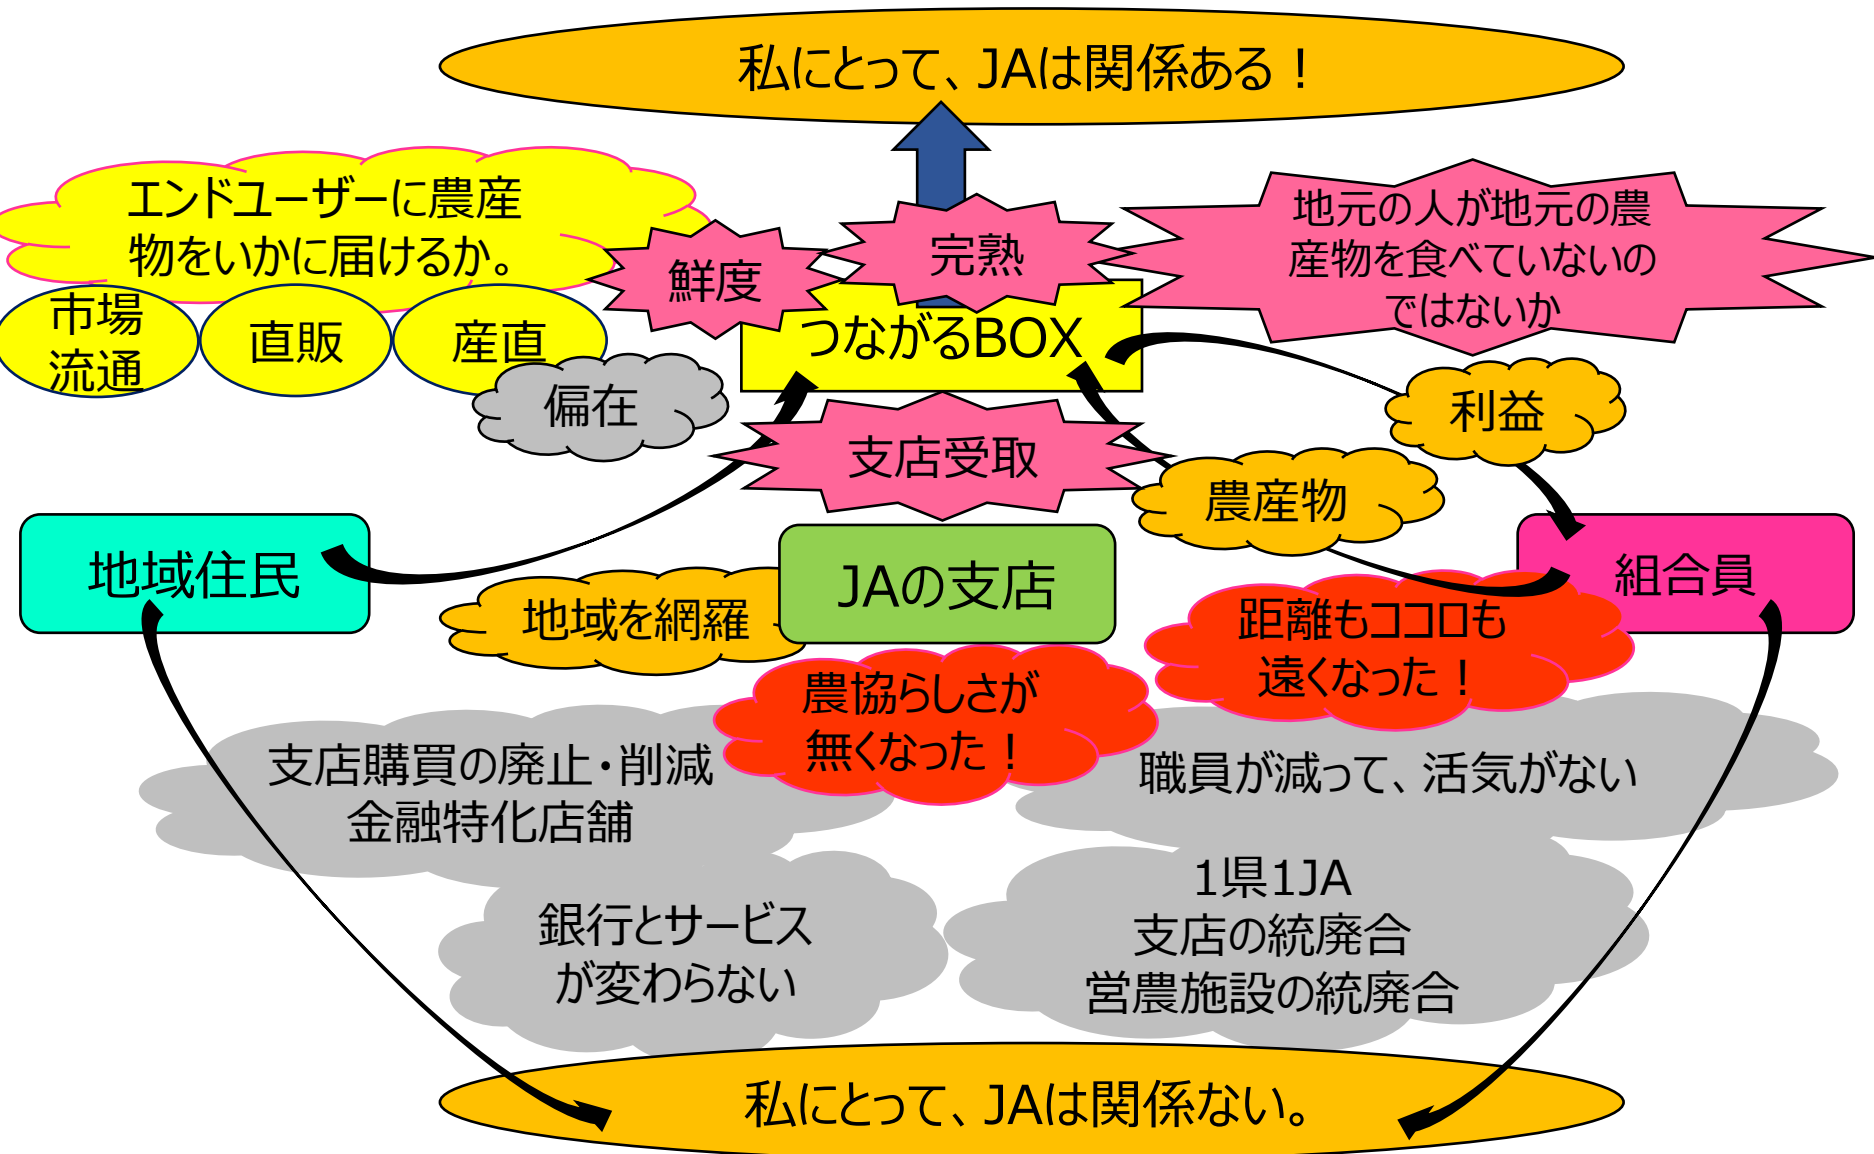 私にとって、JAは関係ある！
エンドユーザーに農産
物をいかに届けるか。
市場
流通
直販
産直
偏在
鮮度
完熟
地元の人が地元の農
産物を食べていないの
ではないか
つながるBOX
支店受取
利益
農産物
地域住民
JAの支店
組合員
地域を網羅
距離もココロも
遠くなった！
農協らしさが
無くなった！
支店購買の廃止・削減
金融特化店舗
職員が減って、活気がない
銀行とサービス
が変わらない
1県1JA
支店の統廃合
営農施設の統廃合
私にとって、JAは関係ない。